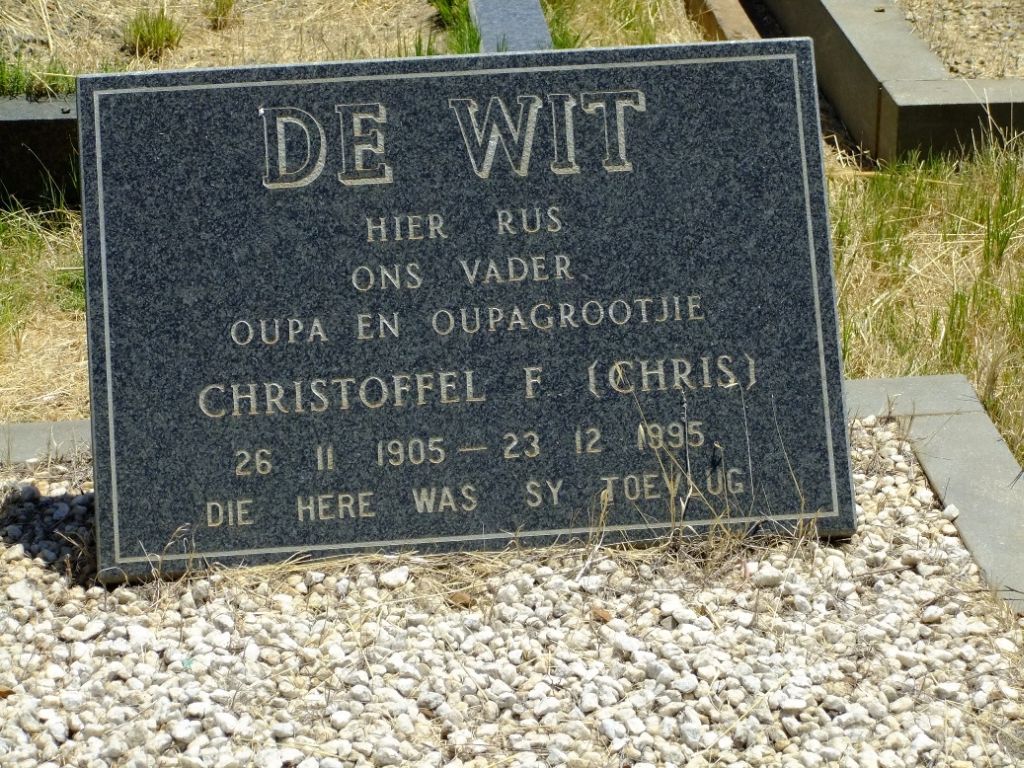 DE WIT
HIER RUS
ONS VADER
OUPA EN OUPAGROOTJIE
CHRISTOFFEL F (CHRIS)
26 11 1905 — 23 12 1995
DIE HERE WAS SY TOEVLUG